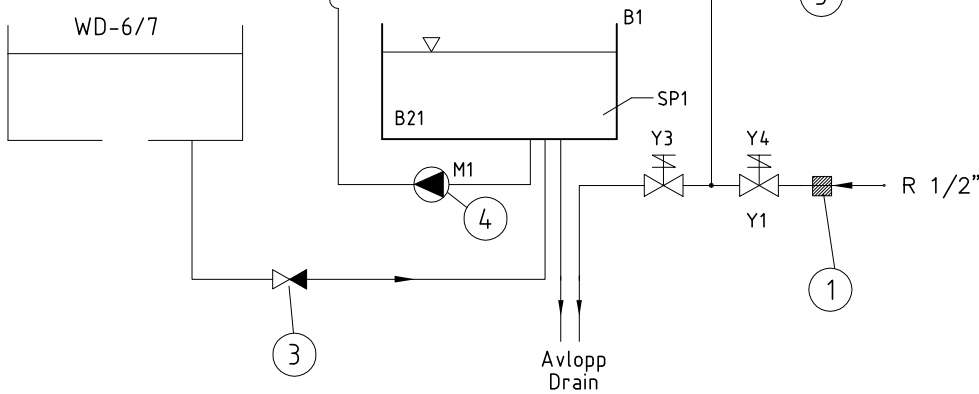 WD-6/7
B1
SP1
B21
M1
4
Y3
Y4
R 1/2”
Y1
1
3
Avlopp
Drain